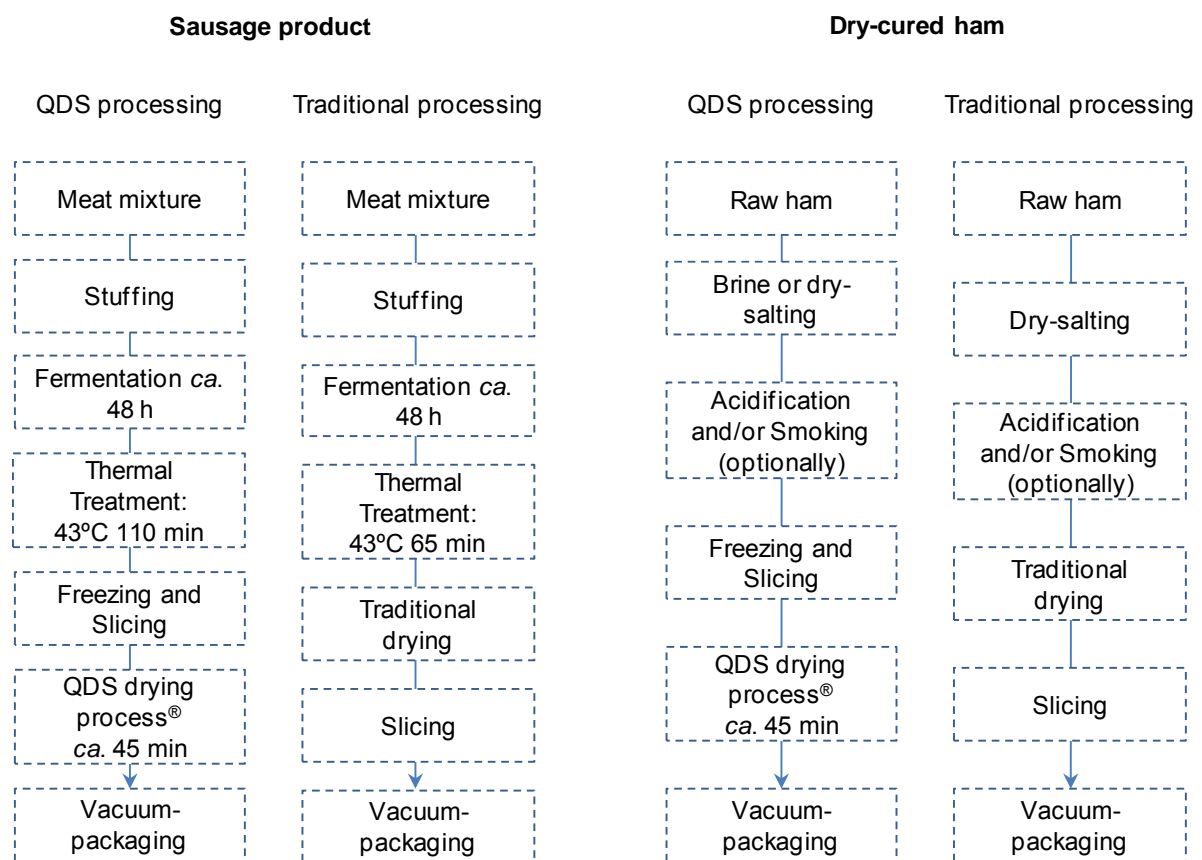 Sausage product
Dry-cured ham
QDS processing
Traditional processing
QDS processing
Traditional processing
Meat mixture
Stuffing
Fermentation ca.
48 h
Thermal
Treatment:
43ºC 110 min
Freezing and
Slicing
QDS drying
process®
ca. 45 min
Vacuum-
packaging
Meat mixture
Stuffing
Fermentation ca.
48 h
Thermal
Treatment:
43ºC 65 min
Traditional
drying
Slicing
Vacuum-
packaging
Raw ham
Brine or dry-
salting
Acidification
and/or Smoking
(optionally)
Freezing and
Slicing
QDS drying
process®
ca. 45 min
Vacuum-
packaging
Raw ham
Dry-salting
Acidification
and/or Smoking
(optionally)
Traditional
drying
Slicing
Vacuum-
packaging